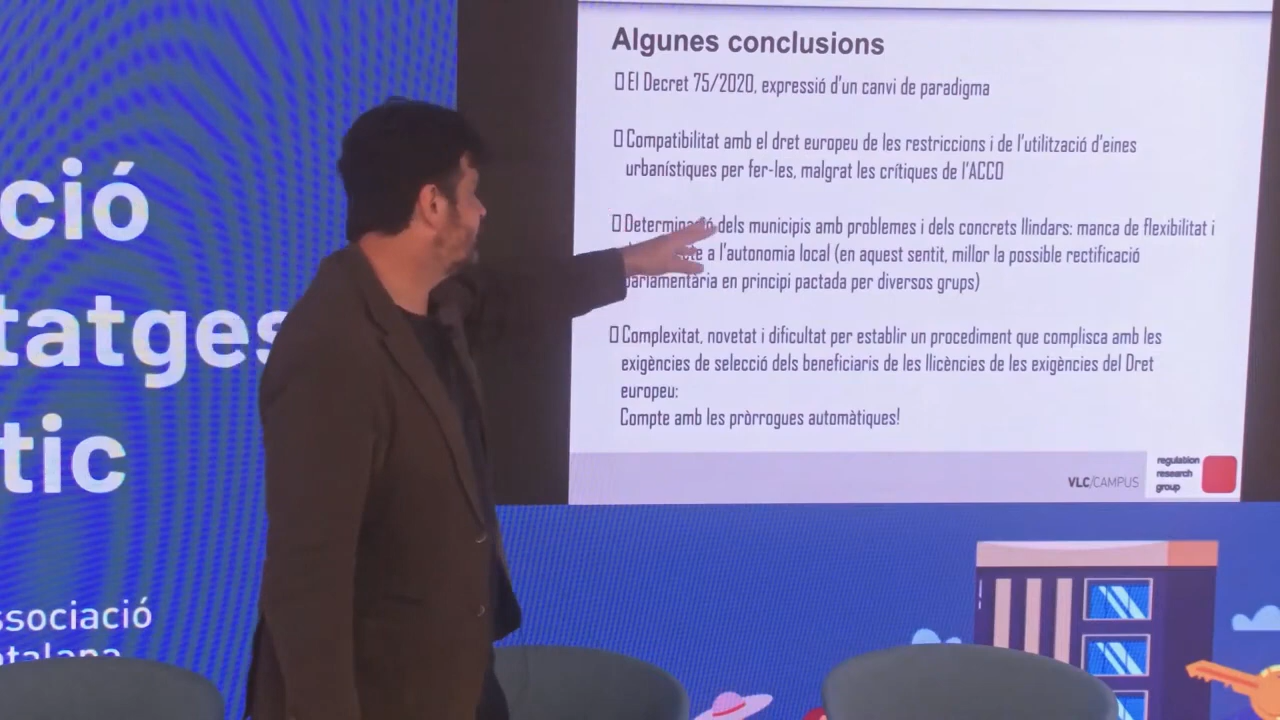 ció
tatges
tic
ssociació
atalana
Algunes conclusions
El Decret 75/2020, expressió d'un canvi de paradigma
Compatibilitat amb el dret europeu de les restriccions i de l'utilització d'eines
urbanístiques per fer-les, malgrat les crítiques de l'ACCO
Determinació dels municipis amb problemes i dels concrets llindars: manca de flexibilitat i
a l'autonomia local (en aquest sentit, millor la possible rectificació
parlamentària en principi pactada per diversos grups)
Complexitat, novetat i dificultat per establir un procediment que complisca amb les
exigències de selecció dels beneficiaris de les llicències de les exigències del Dret
europeu:
Compte amb les pròrrogues automàtiques!
VLC/CAMPUS
regulation
research
group